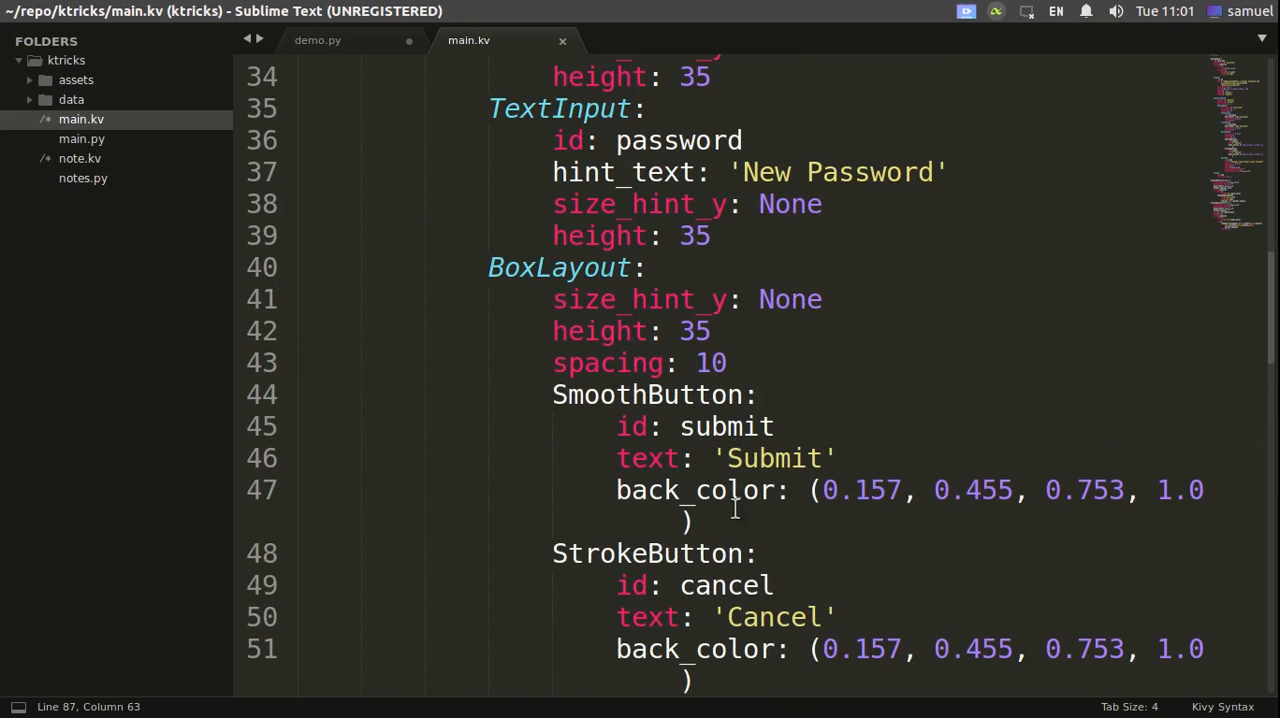 ~/repo/ktricks/main.kv (ktricks) - Sublime Text (UNREGISTERED)
EN
Tue 11:01
samuel
FOLDERS
ktricks
assets
data
/* main.kv
main.py
/* note.kv
notes.py
demo.py
main.kv
34 height: 35
35 TextInput:
36 id: password
37 hint_text: 'New Password'
38 size_hint_y: None
39 height: 35
40 BoxLayout:
41 size_hint_y: None
42 height: 35
43 spacing: 10
44 SmoothButton:
45 id: submit
46 text: 'Submit'
47 back_color: (0.157, 0.455, 0.753, 1.0
)
48 StrokeButton:
49 id: cancel
50 text: 'Cancel'
51 back_color: (0.157, 0.455, 0.753, 1.0
)
Line 87, Column 63
Tab Size: 4
Kivy Syntax